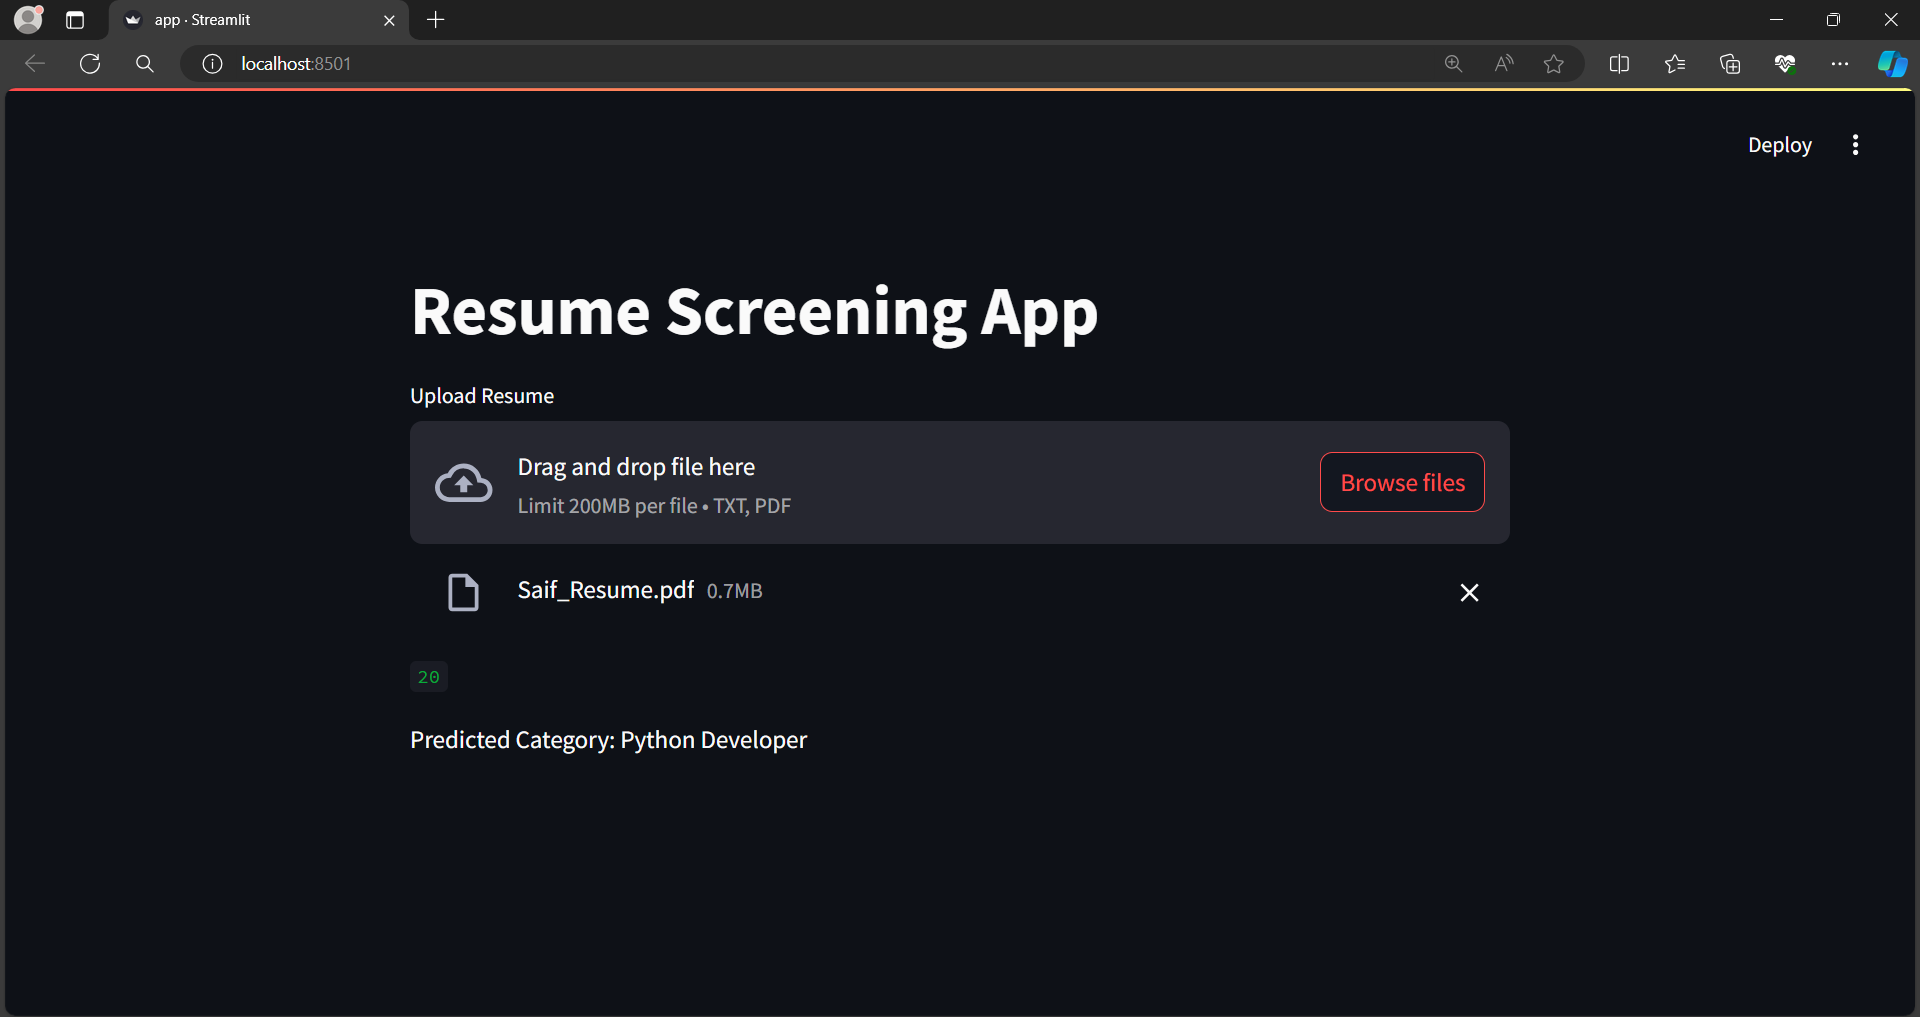 app · Streamlit
localhost:8501
Deploy
Resume Screening App
Upload Resume
Drag and drop file here
Limit 200MB per file • TXT, PDF
Browse files
Saif_Resume.pdf 0.7MB
20
Predicted Category: Python Developer